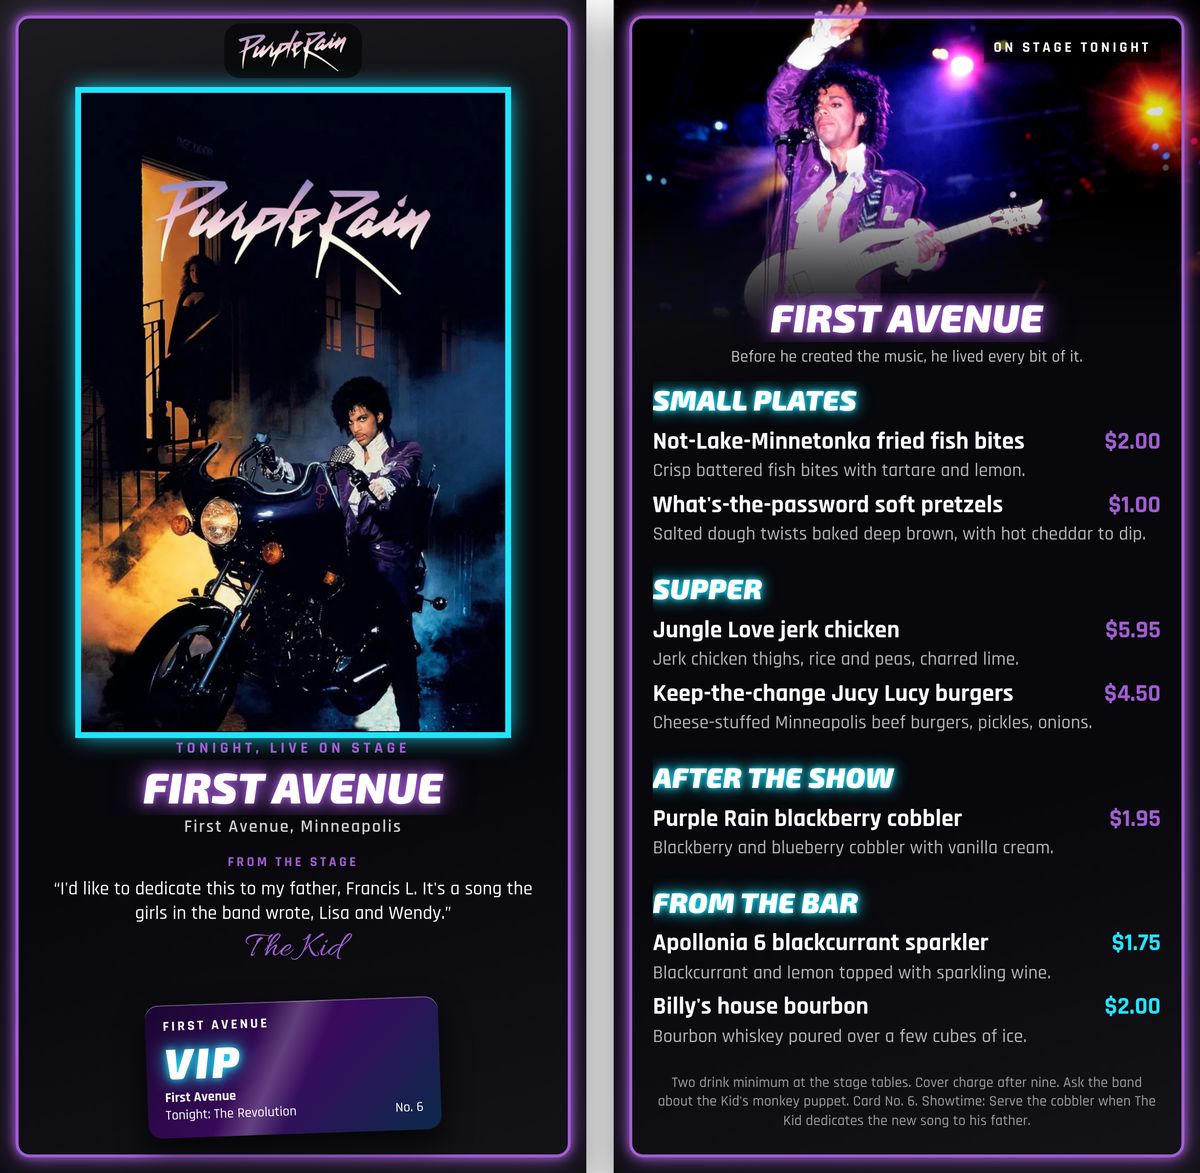 Purple Rain
Purple Rain
TONIGHT, LIVE ON STAGE
FIRST AVENUE
First Avenue, Minneapolis
FROM THE STAGE
“I'd like to dedicate this to my father, Francis L. It's a song the
girls in the band wrote, Lisa and Wendy.”
The Kid
FIRST AVENUE
VIP
First Avenue
Tonight: The Revolution
No. 6
ON STAGE TONIGHT
FIRST AVENUE
Before he created the music, he lived every bit of it.
SMALL PLATES
Not-Lake-Minnetonka fried fish bites $2.00
Crisp battered fish bites with tartare and lemon.
What's-the-password soft pretzels $1.00
Salted dough twists baked deep brown, with hot cheddar to dip.
SUPPER
Jungle Love jerk chicken $5.95
Jerk chicken thighs, rice and peas, charred lime.
Keep-the-change Jucy Lucy burgers $4.50
Cheese-stuffed Minneapolis beef burgers, pickles, onions.
AFTER THE SHOW
Purple Rain blackberry cobbler $1.95
Blackberry and blueberry cobbler with vanilla cream.
FROM THE BAR
Apollonia 6 blackcurrant sparkler $1.75
Blackcurrant and lemon topped with sparkling wine.
Billy's house bourbon $2.00
Bourbon whiskey poured over a few cubes of ice.
Two drink minimum at the stage tables. Cover charge after nine. Ask the band
about the Kid's monkey puppet. Card No. 6. Showtime: Serve the cobbler when The
Kid dedicates the new song to his father.